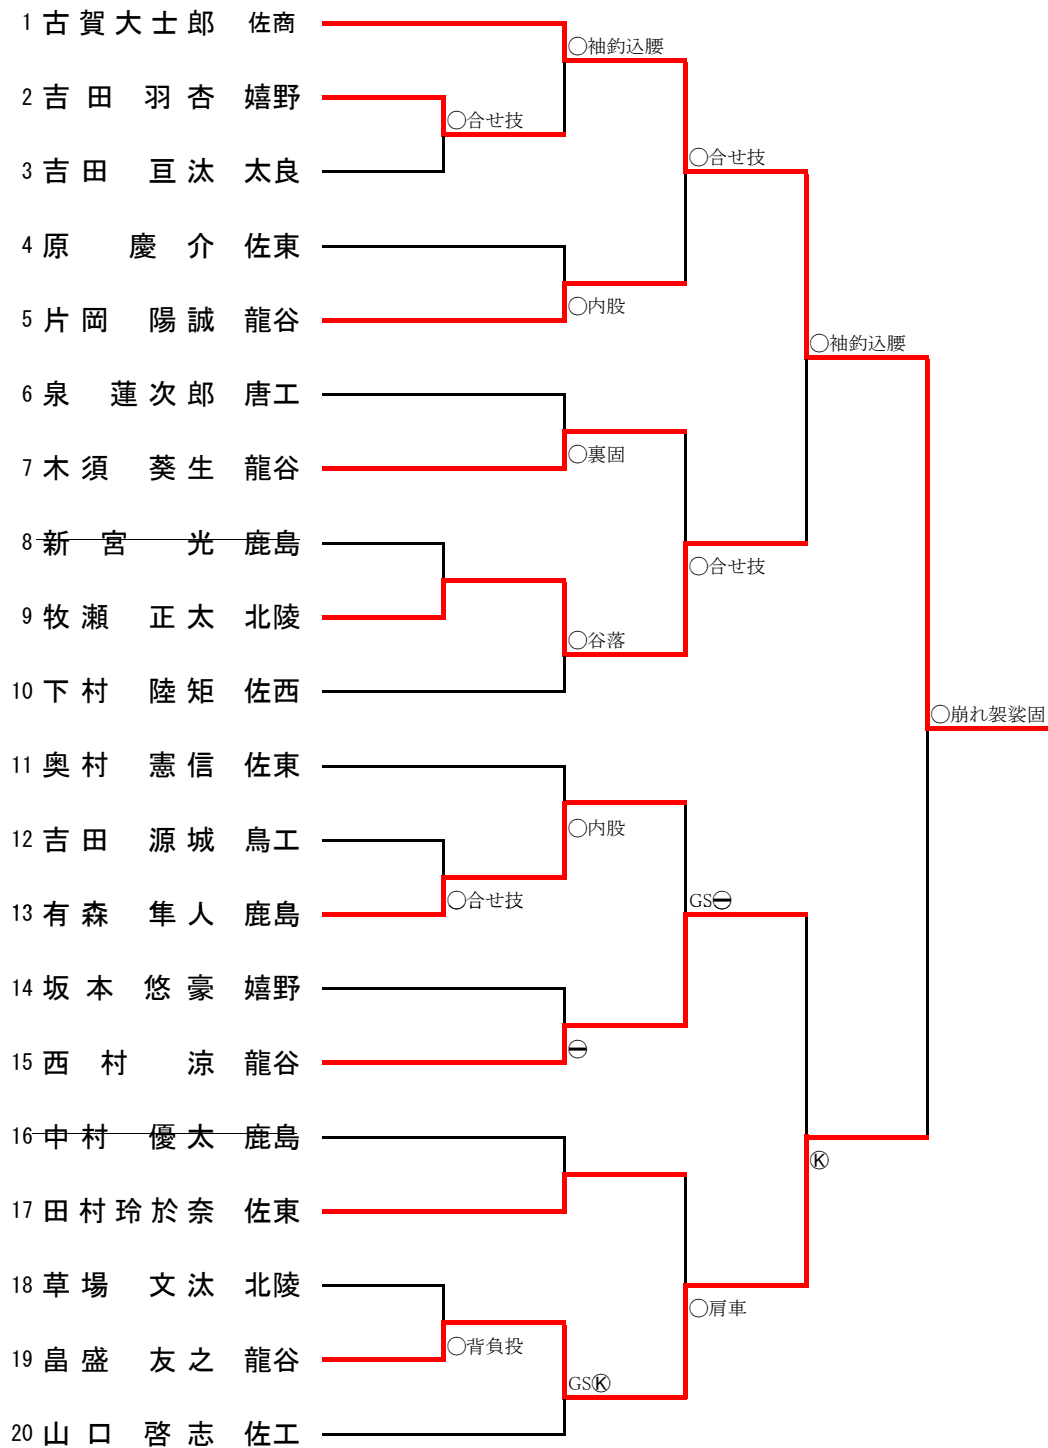 1 古賀大士郎 佐商
○袖釣込腰
2 吉田 羽杏 嬉野
○合せ技
○合せ技
3 吉田 亘汰 太良
4 原 慶介 佐東
○内股
5 片岡 陽誠 龍谷
○袖釣込腰
6 泉 蓮次郎 唐工
○裏固
7 木須 葵生 龍谷
8 新宮 光 鹿島
○合せ技
9 牧瀬 正太 北陵
○谷落
10 下村 陸矩 佐西
○崩れ袈裟固
11 奥村 憲信 佐東
○内股
12 吉田 源城 鳥工
○合せ技
GS㊀
13 有森 隼人 鹿島
14 坂本 悠豪 嬉野
㊀
15 西村 涼 龍谷
16 中村 優太 鹿島
Ⓚ
17 田村玲於奈 佐東
18 草場 文汰 北陵
○肩車
○背負投
19 畠盛 友之 龍谷
GSⓀ
20 山口 啓志 佐工